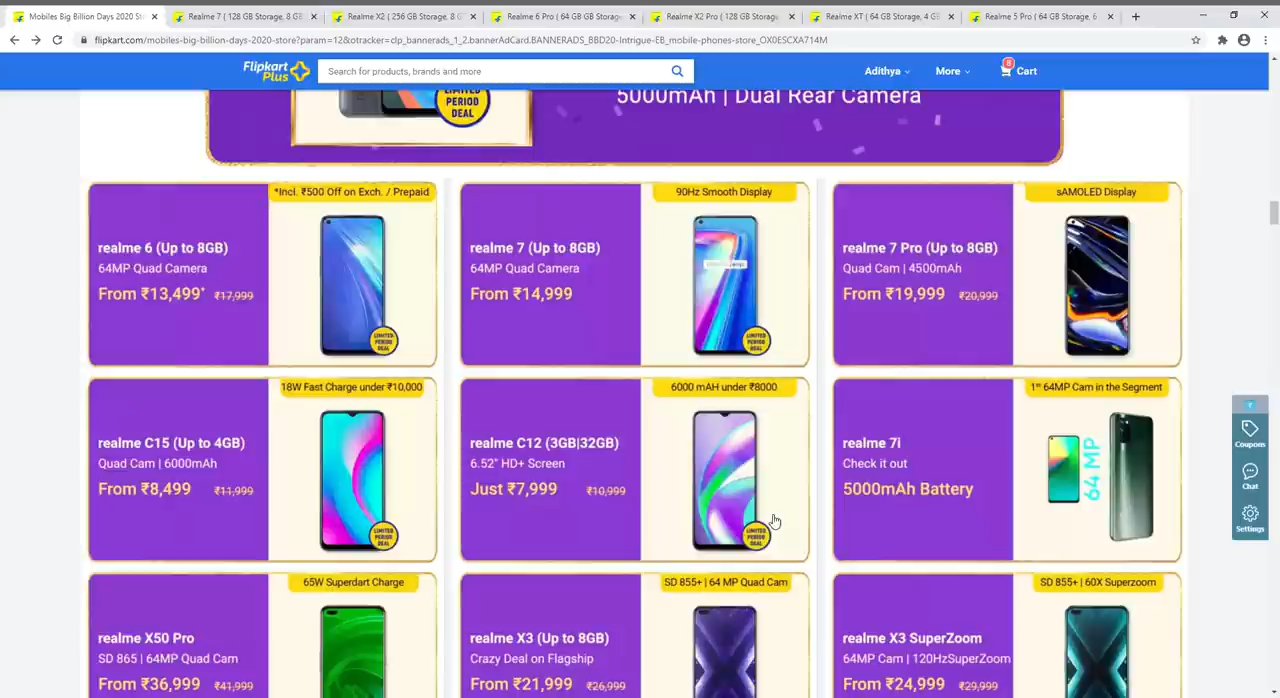 Mobiles Big Billion Days 2020 St
Realme 7 ( 128 GB Storage, 8 G
Realme X2 ( 256 GB Storage, 8 G
Realme 6 Pro ( 64 GB GB Storage
Realme X2 Pro ( 128 GB Storage
Realme XT ( 64 GB Storage, 4 G
Realme 5 Pro ( 64 GB Storage, 6
flipkart.com/mobiles-big-billion-days-2020-store?param=12&otracker=clp_bannerads_1_2.bannerAdCard.BANNERADS_BBD20-Intrigue-EB_mobile-phones-store_OX0ESCXA714M
Flipkart
Plus
Search for products, brands and more
Adithya
More
8
Cart
LIMITED
PERIOD
DEAL
5000mAh | Dual Rear Camera
*Incl. ₹500 Off on Exch. / Prepaid
realme 6 (Up to 8GB)
64MP Quad Camera
From ₹13,499* ₹17,999
LIMITED
PERIOD
DEAL
90Hz Smooth Display
realme 7 (Up to 8GB)
64MP Quad Camera
From ₹14,999
LIMITED
PERIOD
DEAL
sAMOLED Display
realme 7 Pro (Up to 8GB)
Quad Cam | 4500mAh
From ₹19,999 ₹20,999
18W Fast Charge under ₹10,000
realme C15 (Up to 4GB)
Quad Cam | 6000mAh
From ₹8,499 ₹11,999
LIMITED
PERIOD
DEAL
6000 mAH under ₹8000
realme C12 (3GB|32GB)
6.52" HD+ Screen
Just ₹7,999 ₹10,999
LIMITED
PERIOD
DEAL
1st 64MP Cam in the Segment
realme 7i
Check it out
5000mAh Battery
64 MP
65W Superdart Charge
realme X50 Pro
SD 865 | 64MP Quad Cam
From ₹36,999 ₹41,999
SD 855+ | 64 MP Quad Cam
realme X3 (Up to 8GB)
Crazy Deal on Flagship
From ₹21,999 ₹26,999
SD 855+ | 60X Superzoom
realme X3 SuperZoom
64MP Cam | 120HzSuperZoom
From ₹24,999 ₹29,999
Coupons
Chat
Settings